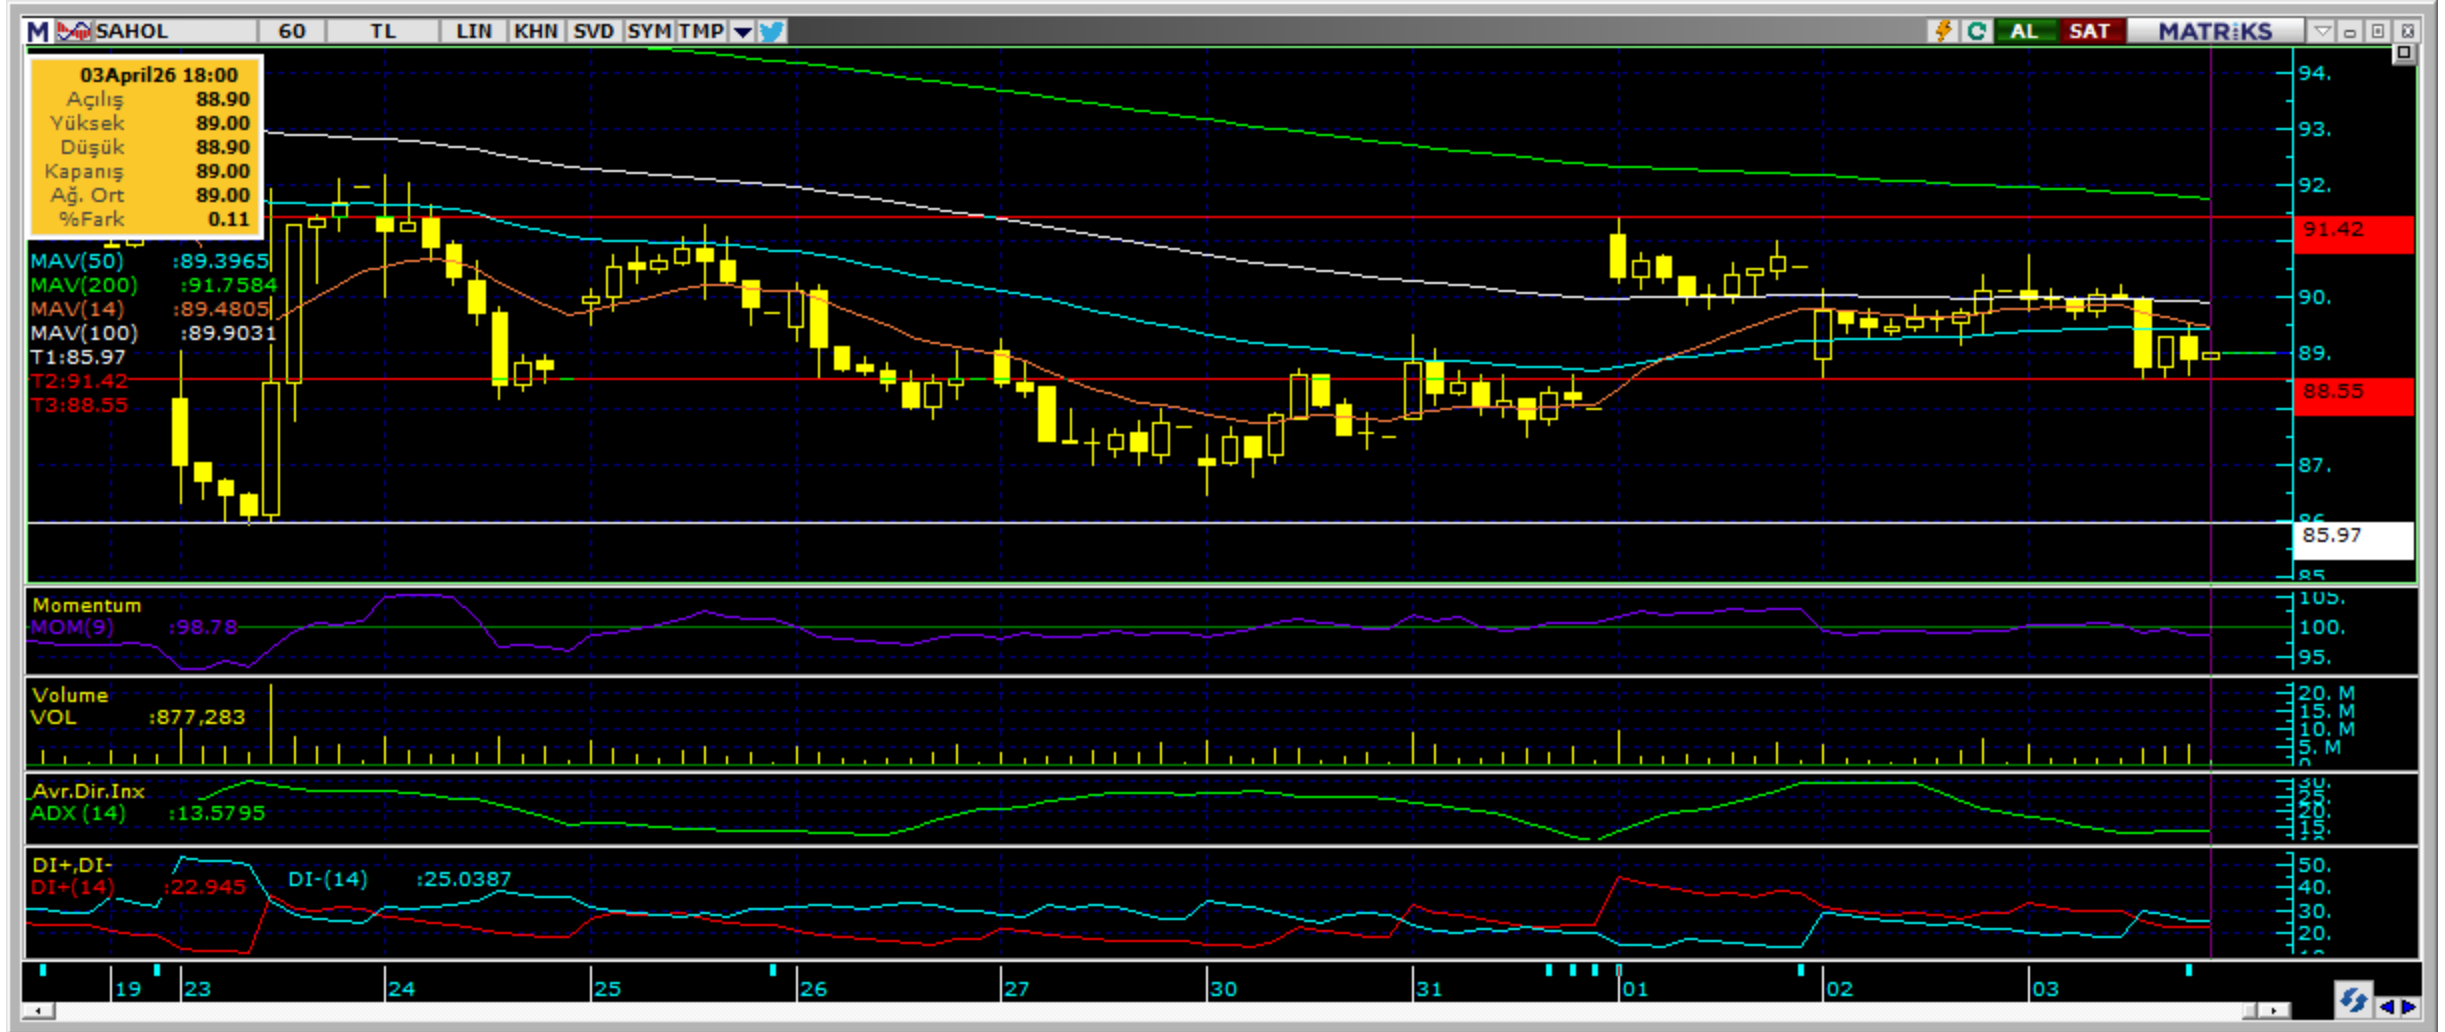 M SAHOL 60 TL LIN KHN SVD SYM TMP AL SAT MATRİKS
03April26 18:00
Açılış 88.90
Yüksek 89.00
Düşük 88.90
Kapanış 89.00
Ağ. Ort 89.00
%Fark 0.11
MAV(50) :89.3965
MAV(200) :91.7584
MAV(14) :89.4805
MAV(100) :89.9031
T1:85.97
T2:91.42
T3:88.55
94.
93.
92.
91.42
90.
89.
88.55
87.
86.
85.97
85.
Momentum
MOM(9) :98.78
105.
100.
95.
Volume
VOL :877,283
20. M
15. M
10. M
5. M
0.
Avr.Dir.Inx
ADX (14) :13.5795
30.
25.
20.
15.
10.
DI+,DI-
DI+(14) :22.945 DI-(14) :25.0387
50.
40.
30.
20.
10.
19 23 24 25 26 27 30 31 01 02 03